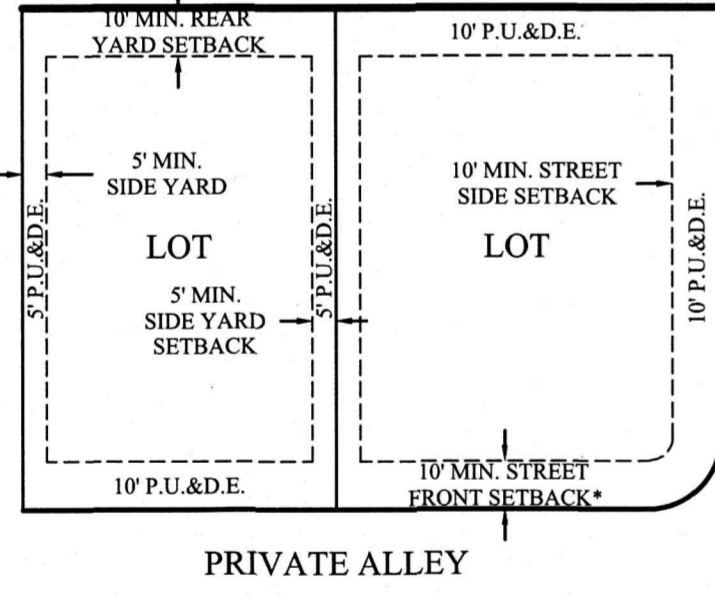 10' MIN. REAR
YARD SETBACK
10' P.U.&D.E.
5' MIN.
SIDE YARD
10' MIN. STREET
SIDE SETBACK
5' P.U.&D.E.
LOT
5' P.U.&D.E.
LOT
10' P.U.&D.E.
5' MIN.
SIDE YARD
SETBACK
10' P.U.&D.E.
10' MIN. STREET
FRONT SETBACK*
PRIVATE ALLEY